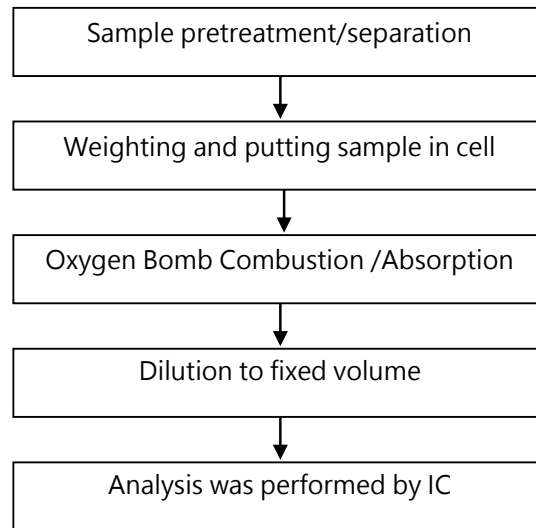 Sample pretreatment/separation
Weighting and putting sample in cell
Oxygen Bomb Combustion /Absorption
Dilution to fixed volume
Analysis was performed by IC